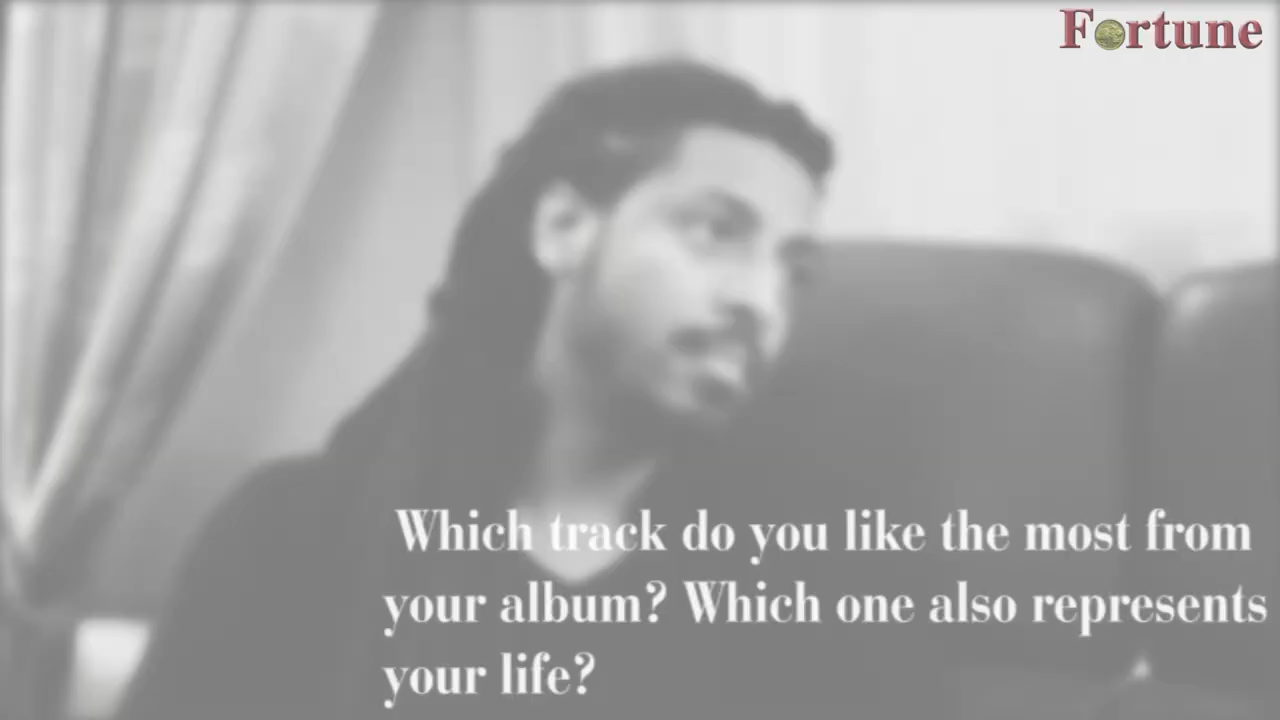 Fortune
Which track do you like the most from
your album? Which one also represents
your life?